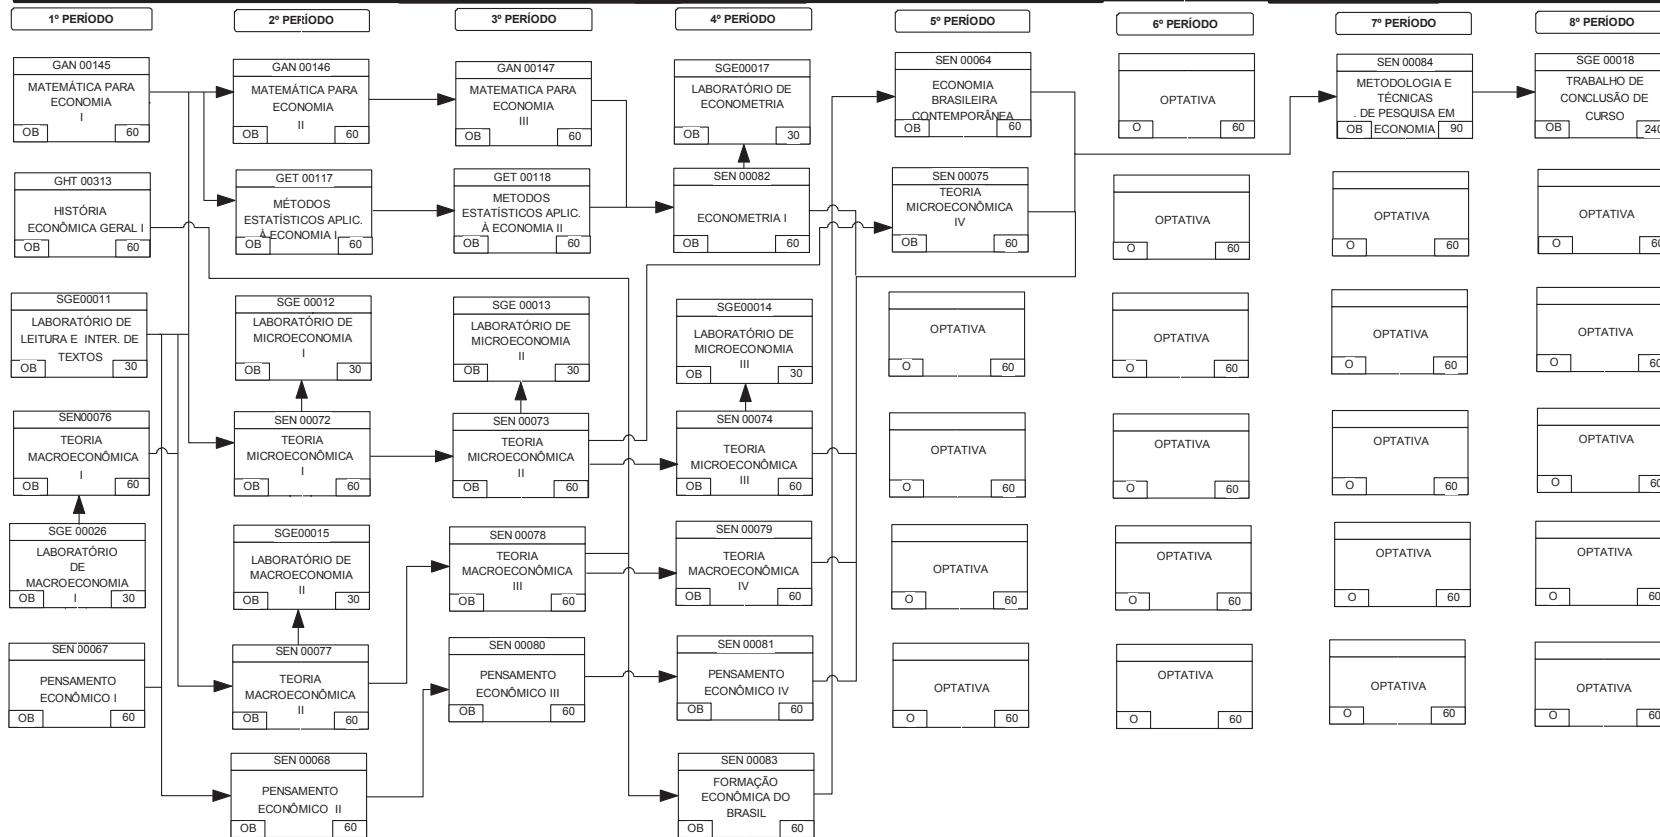 1º PERÍODO
2º PERÍODO
3º PERÍODO
4º PERÍODO
5º PERÍODO
6º PERÍODO
7º PERÍODO
8º PERÍODO
GAN 00145
MATEMÁTICA PARA
ECONOMIA
I
OB 60
GHT 00313
HISTÓRIA
ECONÔMICA GERAL I
OB 60
SGE00011
LABORATÓRIO DE
LEITURA E INTER. DE
TEXTOS
OB 30
SEN00076
TEORIA
MACROECONÔMICA
I
OB 60
SGE 00026
LABORATÓRIO
DE
MACROECONOMIA
I
OB 30
SEN 00067
PENSAMENTO
ECONÔMICO I
OB 60
GAN 00146
MATEMÁTICA PARA
ECONOMIA
II
OB 60
GET 00117
MÉTODOS
ESTATÍSTICOS APLIC.
À ECONOMIA I
OB 60
SGE 00012
LABORATÓRIO DE
MICROECONOMIA
I
OB 30
SEN 00072
TEORIA
MICROECONÔMICA
I
OB 60
SGE00015
LABORATÓRIO DE
MACROECONOMIA
II
OB 30
SEN 00077
TEORIA
MACROECONÔMICA
II
OB 60
SEN 00068
PENSAMENTO
ECONÔMICO II
OB 60
GAN 00147
MATEMATICA PARA
ECONOMIA
III
OB 60
GET 00118
METODOS
ESTATÍSTICOS APLIC.
À ECONOMIA II
OB 60
SGE 00013
LABORATÓRIO DE
MICROECONOMIA
II
OB 30
SEN 00073
TEORIA
MICROECONÔMICA
II
OB 60
SEN 00078
TEORIA
MACROECONÔMICA
III
OB 60
SEN 00080
PENSAMENTO
ECONÔMICO III
OB 60
SGE00017
LABORATÓRIO DE
ECONOMETRIA
OB 30
SEN 00082
ECONOMETRIA I
OB 60
SGE00014
LABORATÓRIO DE
MICROECONOMIA
III
OB 30
SEN 00074
TEORIA
MICROECONÔMICA
III
OB 60
SEN 00079
TEORIA
MACROECONÔMICA
IV
OB 60
SEN 00081
PENSAMENTO
ECONÔMICO IV
OB 60
SEN 00083
FORMAÇÃO
ECONÔMICA DO
BRASIL
OB 60
SEN 00064
ECONOMIA
BRASILEIRA
CONTEMPORÂNEA
OB 60
SEN 00075
TEORIA
MICROECONÔMICA
IV
OB 60
OPTATIVA
O 60
OPTATIVA
O 60
OPTATIVA
O 60
OPTATIVA
O 60
OPTATIVA
O 60
OPTATIVA
O 60
OPTATIVA
O 60
OPTATIVA
O 60
OPTATIVA
O 60
OPTATIVA
O 60
SEN 00084
METODOLOGIA E
TÉCNICAS
. DE PESQUISA EM
ECONOMIA
OB 90
OPTATIVA
O 60
OPTATIVA
O 60
OPTATIVA
O 60
OPTATIVA
O 60
OPTATIVA
O 60
SGE 00018
TRABALHO DE
CONCLUSÃO DE
CURSO
OB 240
OPTATIVA
O 60
OPTATIVA
O 60
OPTATIVA
O 60
OPTATIVA
O 60
OPTATIVA
O 60